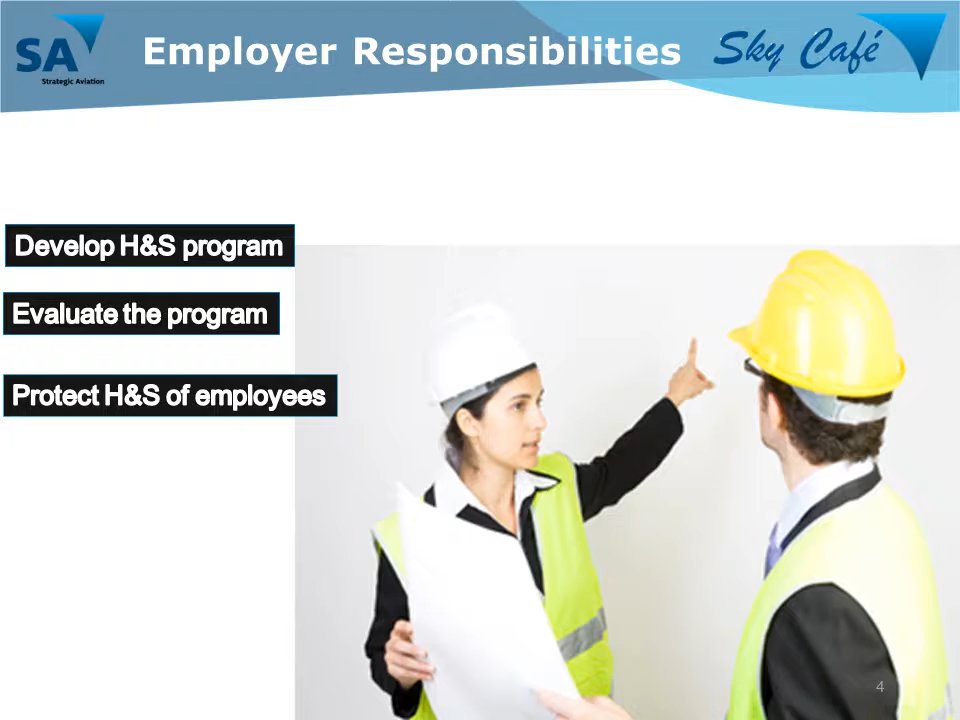 SA
Strategic Aviation
Employer Responsibilities
Sky Café
Develop H&S program
Evaluate the program
Protect H&S of employees
4